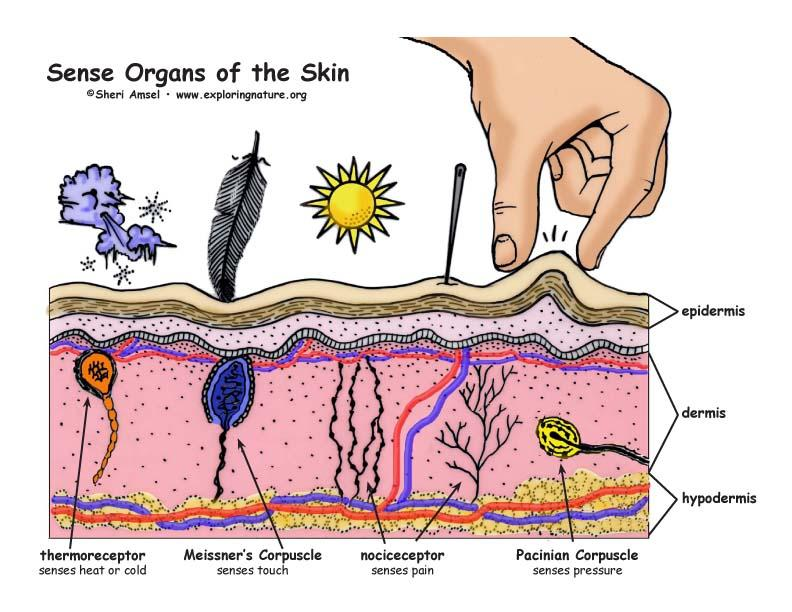 Sense Organs of the Skin
©Sheri Amsel • www.exploringnature.org
epidermis
dermis
hypodermis
thermoreceptor
senses heat or cold
Meissner's Corpuscle
senses touch
nociceptor
senses pain
Pacinian Corpuscle
senses pressure